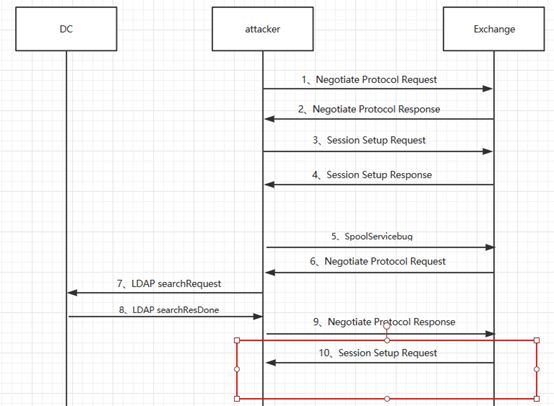 DC
attacker
Exchange
1、Negotiate Protocol Request
2、Negotiate Protocol Response
3、Session Setup Request
4、Session Setup Response
5、SpoolServicebug
6、Negotiate Protocol Request
7、LDAP searchRequest
8、LDAP searchResDone
9、Negotiate Protocol Response
10、Session Setup Request